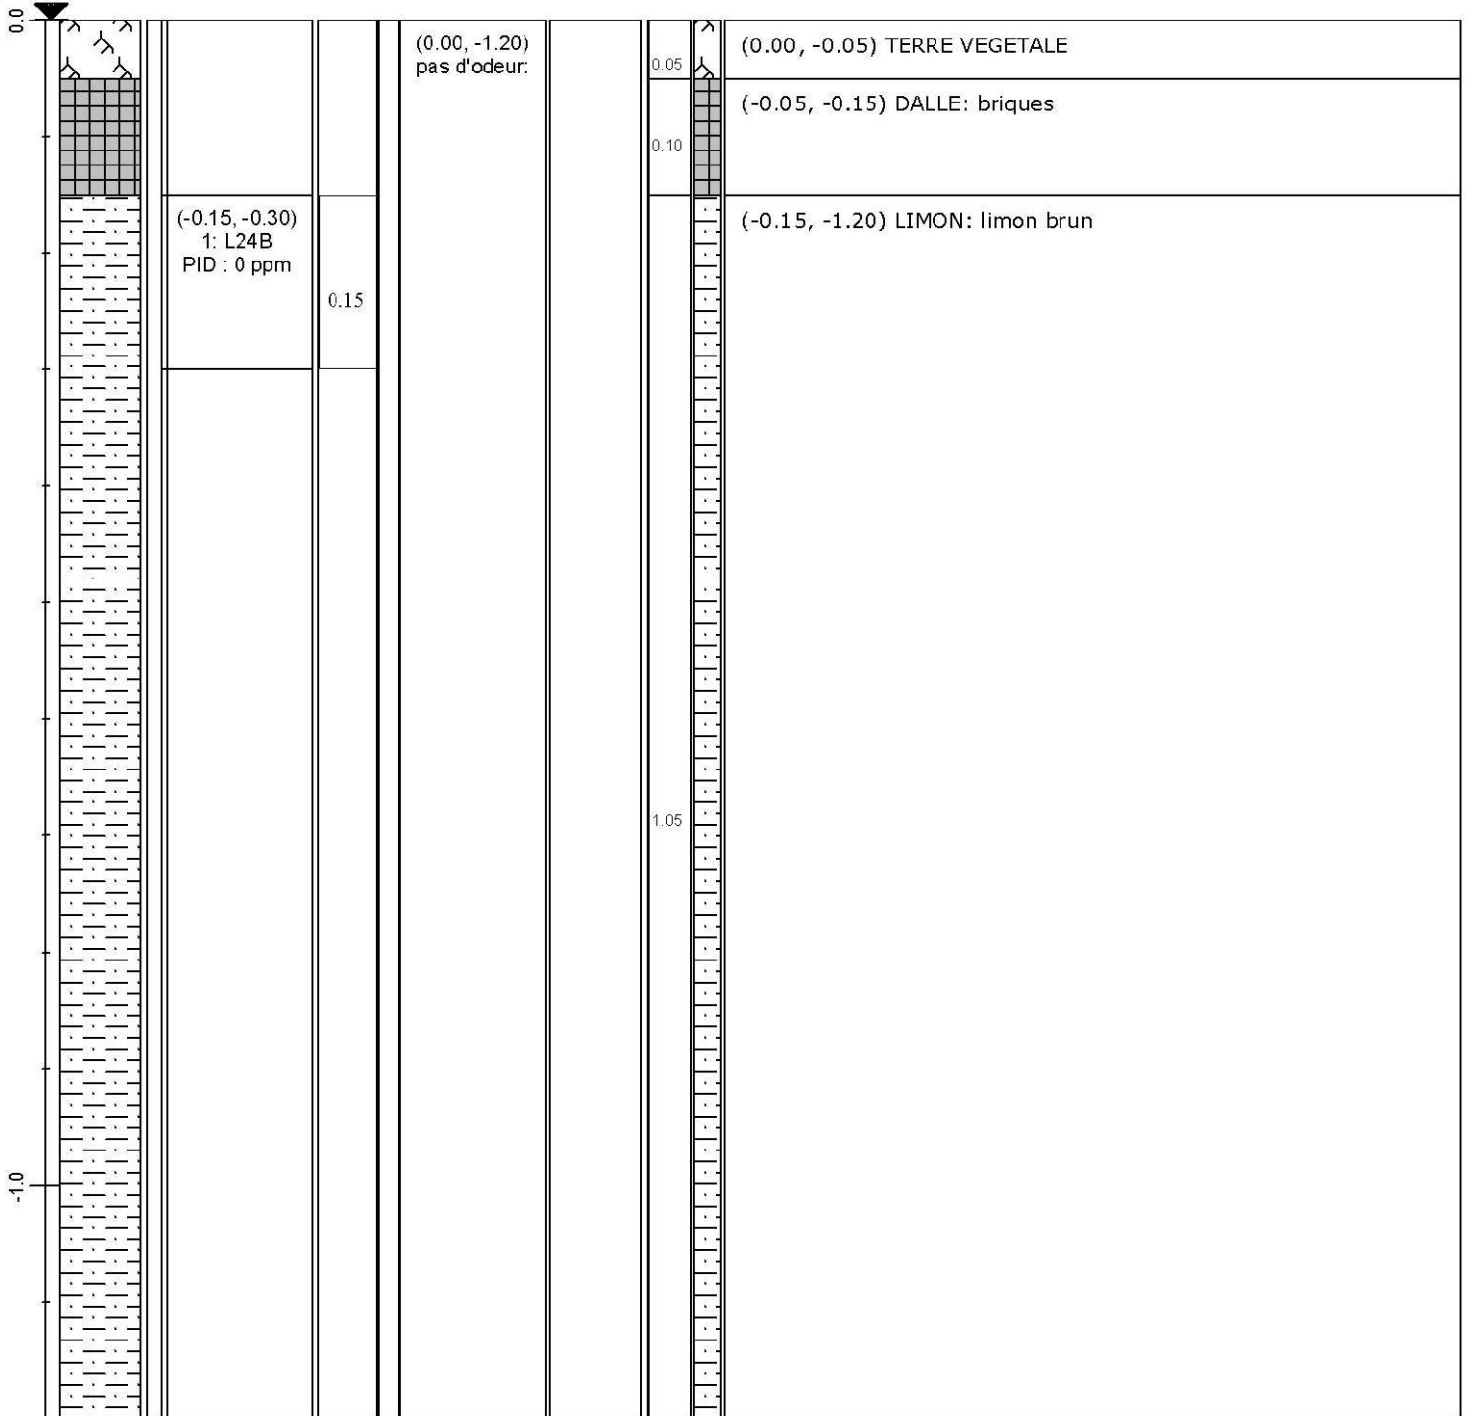 0.0
(0.00, -1.20)
pas d'odeur:
0.05
(0.00, -0.05) TERRE VEGETALE
0.10
(-0.05, -0.15) DALLE: briques
(-0.15, -0.30)
1: L24B
PID : 0 ppm
0.15
(-0.15, -1.20) LIMON: limon brun
1.05
-1.0